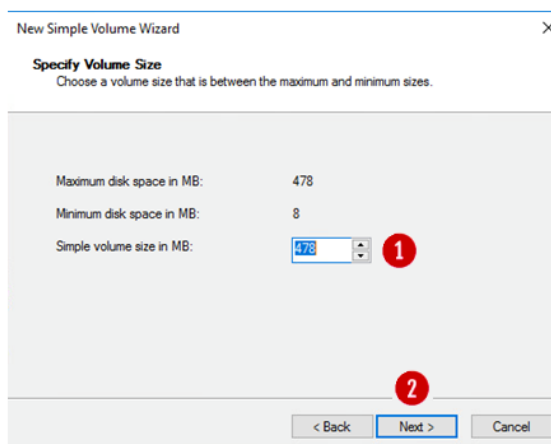 New Simple Volume Wizard
Specify Volume Size
Choose a volume size that is between the maximum and minimum sizes.
Maximum disk space in MB: 478
Minimum disk space in MB: 8
Simple volume size in MB: 478 1
2
< Back Next > Cancel